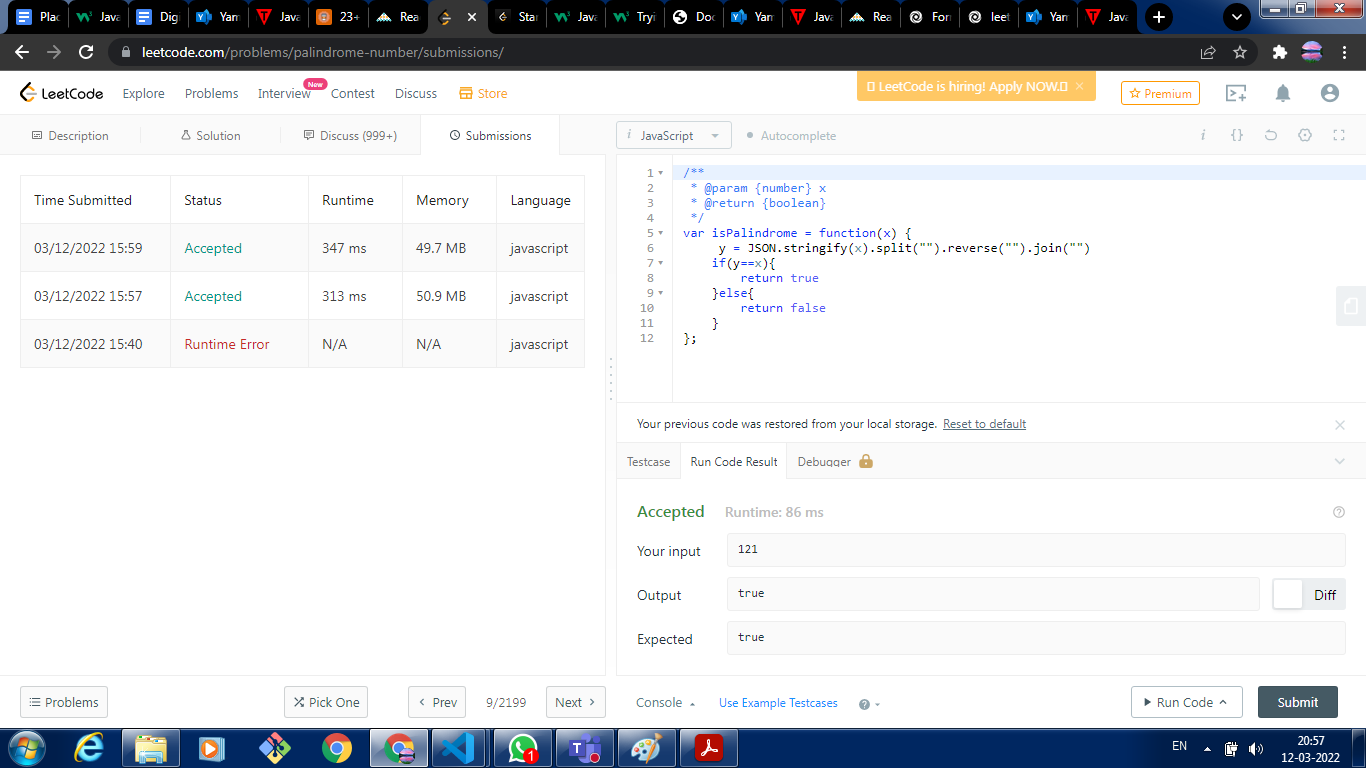 Plac
Java
Digi
Yarn
Java
23+
Rea
Star
Java
Tryi
Doc
Yarn
Java
Rea
Forr
leet
Yarn
Java
leetcode.com/problems/palindrome-number/submissions/
LeetCode Explore Problems Interview New Contest Discuss Store
LeetCode is hiring! Apply NOW.
Premium
Description Solution Discuss (999+) Submissions
i JavaScript Autocomplete
Time Submitted Status Runtime Memory Language
03/12/2022 15:59 Accepted 347 ms 49.7 MB javascript
03/12/2022 15:57 Accepted 313 ms 50.9 MB javascript
03/12/2022 15:40 Runtime Error N/A N/A javascript
1 /**
2 * @param {number} x
3 * @return {boolean}
4 */
5 var isPalindrome = function(x) {
6 y = JSON.stringify(x).split("").reverse("").join("")
7 if(y==x){
8 return true
9 }else{
10 return false
11 }
12 };
Your previous code was restored from your local storage. Reset to default
Testcase Run Code Result Debugger
Accepted Runtime: 86 ms
Your input 121
Output true Diff
Expected true
Problems Pick One Prev 9/2199 Next
Console Use Example Testcases Run Code Submit
1
EN
20:57
12-03-2022